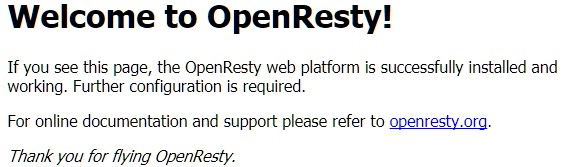 Welcome to OpenResty!
If you see this page, the OpenResty web platform is successfully installed and
working. Further configuration is required.
For online documentation and support please refer to openresty.org.
Thank you for flying OpenResty.